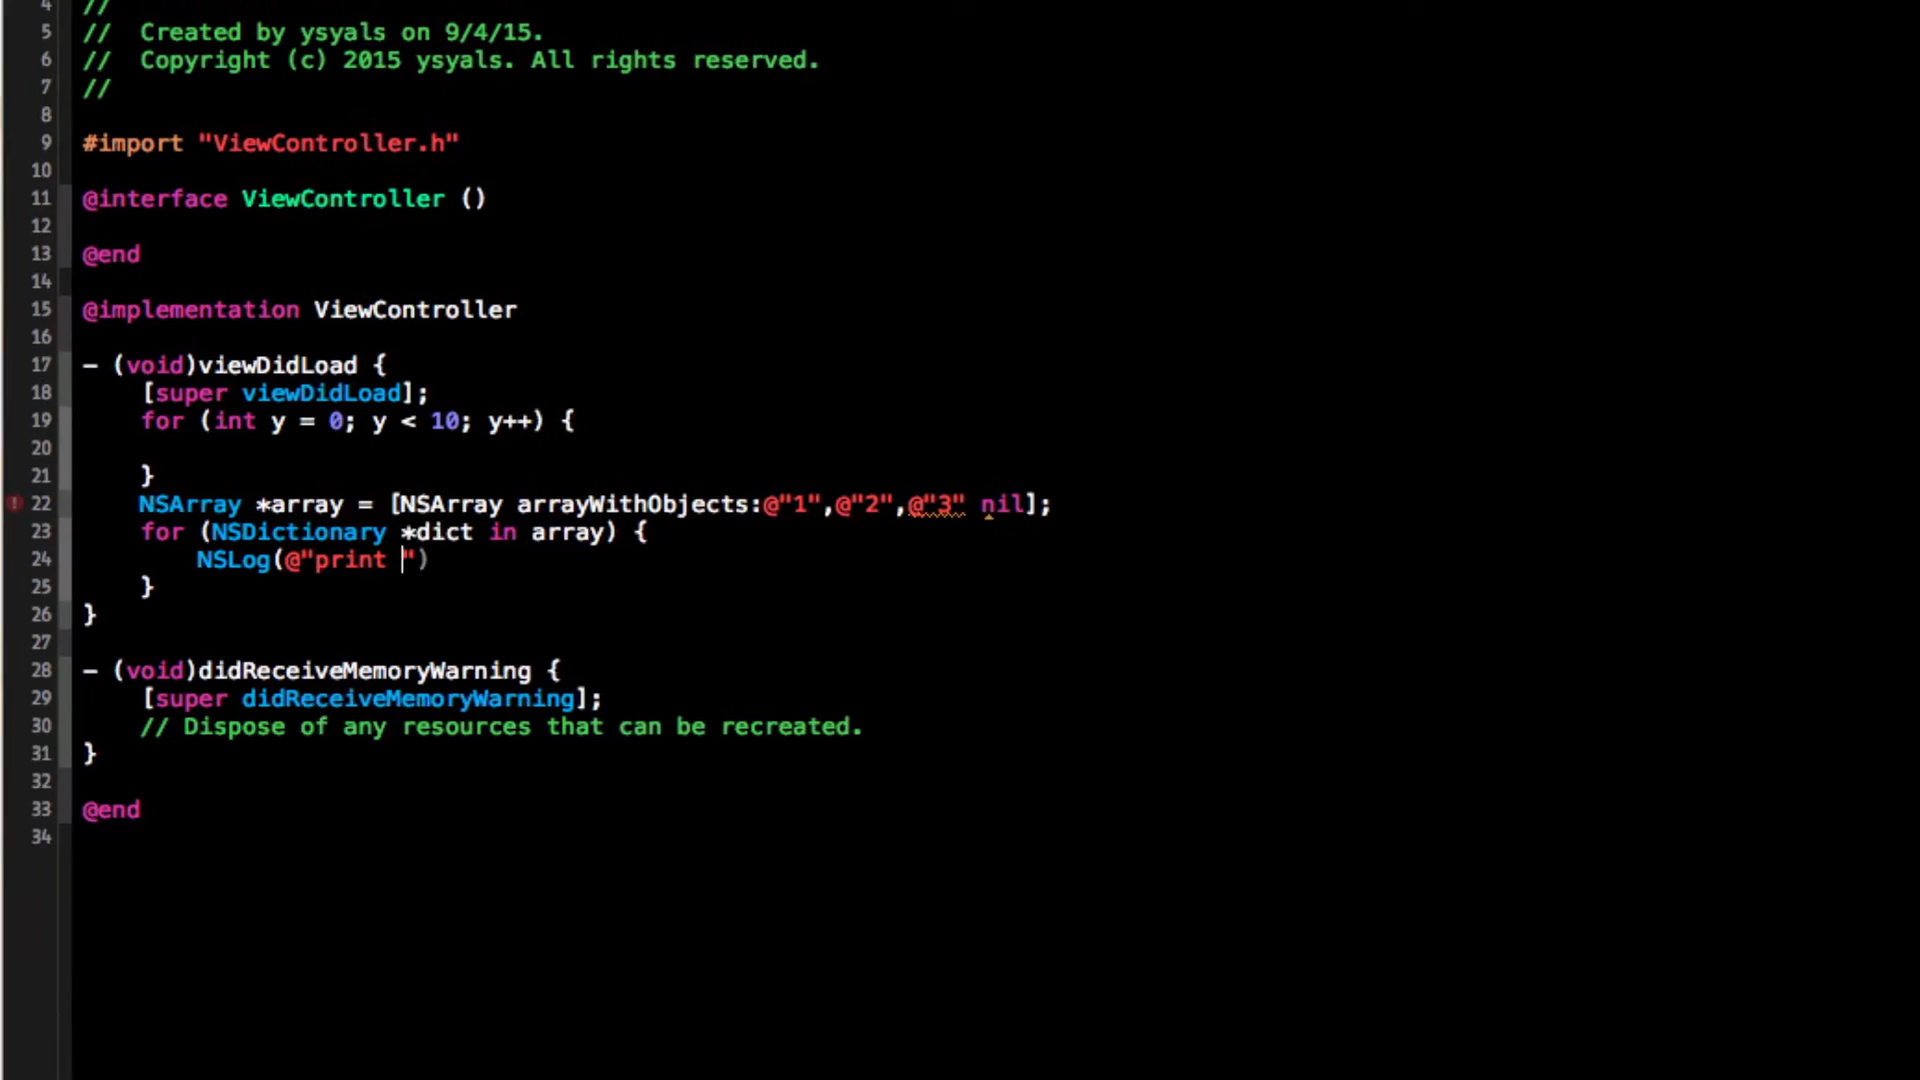 4 //
5 //  Created by ysyals on 9/4/15.
6 //  Copyright (c) 2015 ysyals. All rights reserved.
7 //
8
9 #import "ViewController.h"
10
11 @interface ViewController ()
12
13 @end
14
15 @implementation ViewController
16
17 - (void)viewDidLoad {
18     [super viewDidLoad];
19     for (int y = 0; y < 10; y++) {
20
21     }
22     NSArray *array = [NSArray arrayWithObjects:@"1",@"2",@"3" nil];
23     for (NSDictionary *dict in array) {
24         NSLog(@"print ")
25     }
26 }
27
28 - (void)didReceiveMemoryWarning {
29     [super didReceiveMemoryWarning];
30     // Dispose of any resources that can be recreated.
31 }
32
33 @end
34